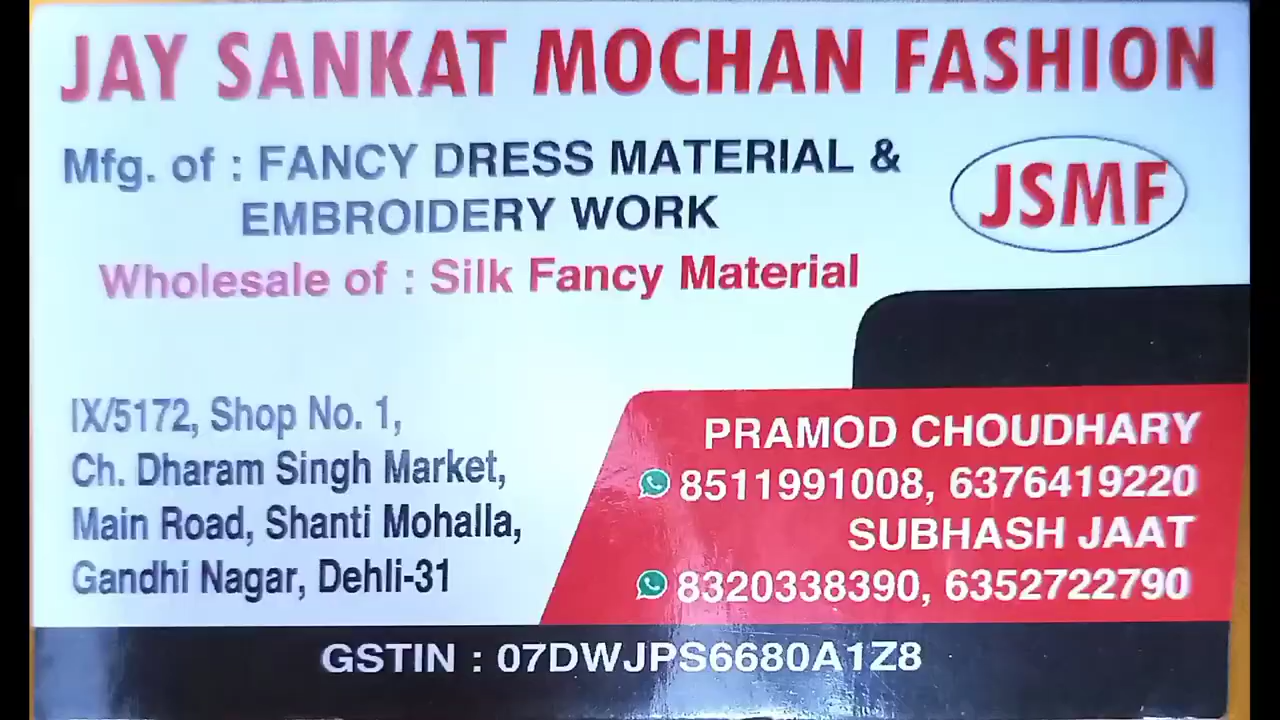 JAY SANKAT MOCHAN FASHION
Mfg. of : FANCY DRESS MATERIAL &
EMBROIDERY WORK
JSMF
Wholesale of : Silk Fancy Material
IX/5172, Shop No. 1,
Ch. Dharam Singh Market,
Main Road, Shanti Mohalla,
Gandhi Nagar, Dehli-31
PRAMOD CHOUDHARY
8511991008, 6376419220
SUBHASH JAAT
8320338390, 6352722790
GSTIN : 07DWJPS6680A1Z8